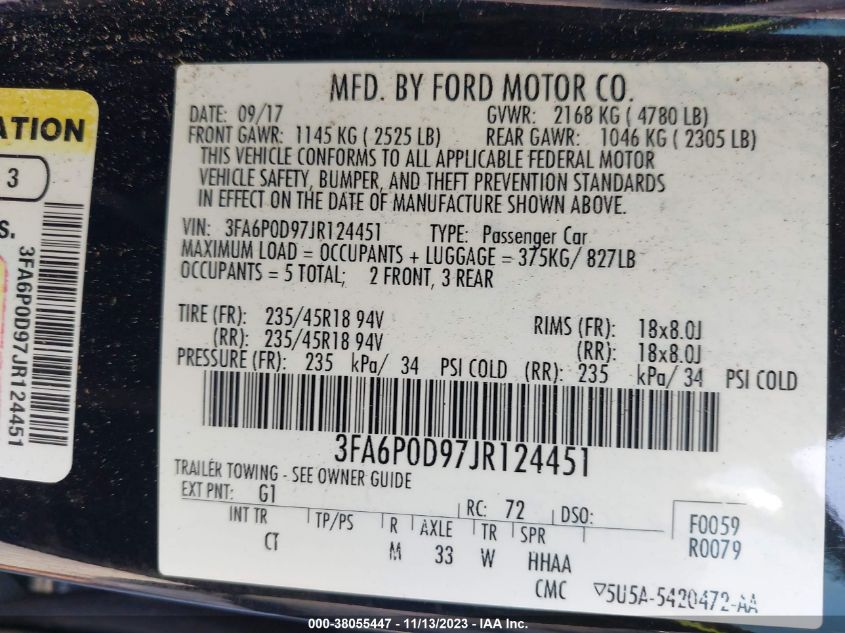 ATION
3
S.
3FA6P0D97JR124451
MFD. BY FORD MOTOR CO.
DATE: 09/17 GVWR: 2168 KG ( 4780 LB)
FRONT GAWR: 1145 KG ( 2525 LB) REAR GAWR: 1046 KG ( 2305 LB)
THIS VEHICLE CONFORMS TO ALL APPLICABLE FEDERAL MOTOR
VEHICLE SAFETY, BUMPER, AND THEFT PREVENTION STANDARDS
IN EFFECT ON THE DATE OF MANUFACTURE SHOWN ABOVE.
VIN: 3FA6P0D97JR124451 TYPE: Passenger Car
MAXIMUM LOAD = OCCUPANTS + LUGGAGE = 375KG/ 827LB
OCCUPANTS = 5 TOTAL; 2 FRONT, 3 REAR
TIRE (FR): 235/45R18 94V RIMS (FR): 18x8.0J
(RR): 235/45R18 94V (RR): 18x8.0J
PRESSURE (FR): 235 kPa/ 34 PSI COLD (RR): 235 kPa/ 34 PSI COLD
3FA6P0D97JR124451
TRAILER TOWING - SEE OWNER GUIDE
EXT PNT: G1 RC: 72 DSO: F0059
INT TR TP/PS R AXLE TR SPR R0079
CT M 33 W HHAA
CMC ▽5U5A-5420472-AA
000-38055447 - 11/13/2023 - IAA Inc.